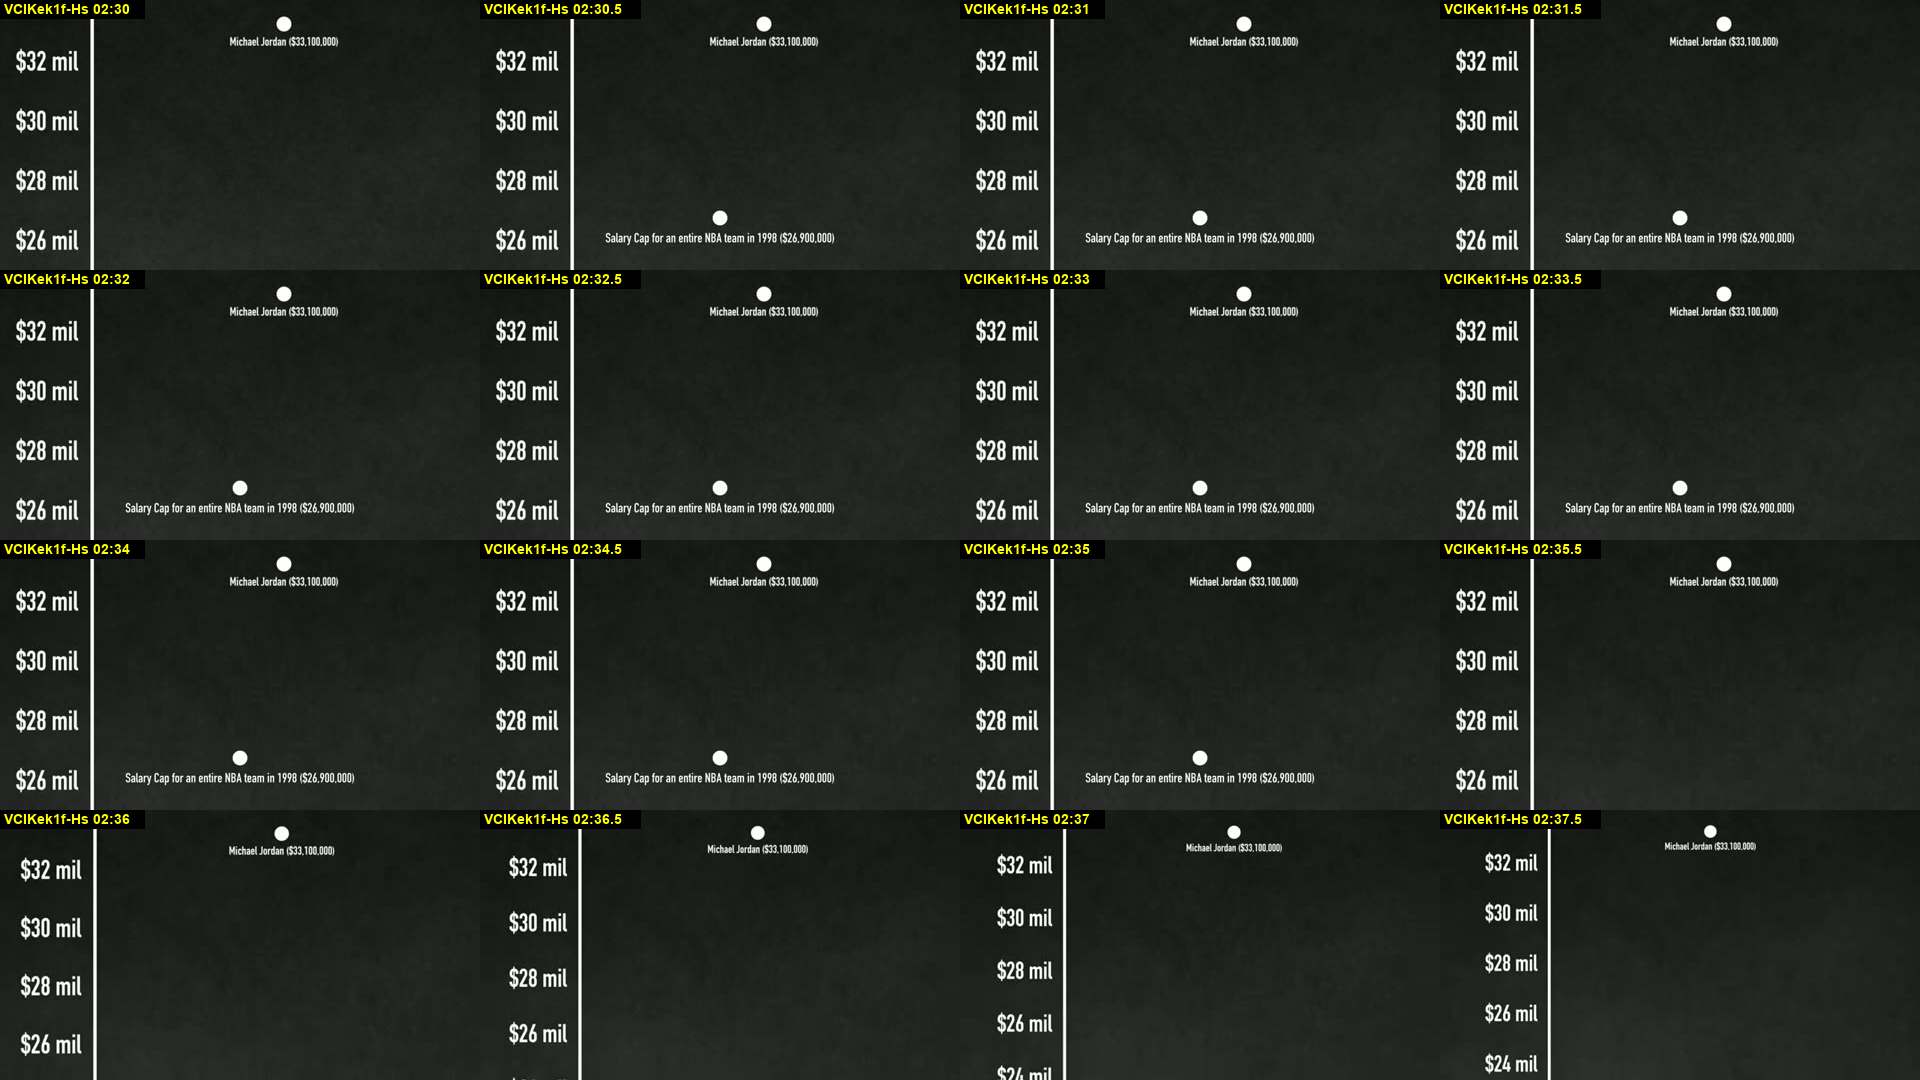 VCIKek1f-Hs 02:30
Michael Jordan ($33,100,000)
$32 mil
$30 mil
$28 mil
$26 mil
VCIKek1f-Hs 02:30.5
Michael Jordan ($33,100,000)
$32 mil
$30 mil
$28 mil
Salary Cap for an entire NBA team in 1998 ($26,900,000)
$26 mil
VCIKek1f-Hs 02:31
Michael Jordan ($33,100,000)
$32 mil
$30 mil
$28 mil
Salary Cap for an entire NBA team in 1998 ($26,900,000)
$26 mil
VCIKek1f-Hs 02:31.5
Michael Jordan ($33,100,000)
$32 mil
$30 mil
$28 mil
Salary Cap for an entire NBA team in 1998 ($26,900,000)
$26 mil
VCIKek1f-Hs 02:32
Michael Jordan ($33,100,000)
$32 mil
$30 mil
$28 mil
Salary Cap for an entire NBA team in 1998 ($26,900,000)
$26 mil
VCIKek1f-Hs 02:32.5
Michael Jordan ($33,100,000)
$32 mil
$30 mil
$28 mil
Salary Cap for an entire NBA team in 1998 ($26,900,000)
$26 mil
VCIKek1f-Hs 02:33
Michael Jordan ($33,100,000)
$32 mil
$30 mil
$28 mil
Salary Cap for an entire NBA team in 1998 ($26,900,000)
$26 mil
VCIKek1f-Hs 02:33.5
Michael Jordan ($33,100,000)
$32 mil
$30 mil
$28 mil
Salary Cap for an entire NBA team in 1998 ($26,900,000)
$26 mil
VCIKek1f-Hs 02:34
Michael Jordan ($33,100,000)
$32 mil
$30 mil
$28 mil
Salary Cap for an entire NBA team in 1998 ($26,900,000)
$26 mil
VCIKek1f-Hs 02:34.5
Michael Jordan ($33,100,000)
$32 mil
$30 mil
$28 mil
Salary Cap for an entire NBA team in 1998 ($26,900,000)
$26 mil
VCIKek1f-Hs 02:35
Michael Jordan ($33,100,000)
$32 mil
$30 mil
$28 mil
Salary Cap for an entire NBA team in 1998 ($26,900,000)
$26 mil
VCIKek1f-Hs 02:35.5
Michael Jordan ($33,100,000)
$32 mil
$30 mil
$28 mil
$26 mil
VCIKek1f-Hs 02:36
Michael Jordan ($33,100,000)
$32 mil
$30 mil
$28 mil
$26 mil
VCIKek1f-Hs 02:36.5
Michael Jordan ($33,100,000)
$32 mil
$30 mil
$28 mil
$26 mil
VCIKek1f-Hs 02:37
Michael Jordan ($33,100,000)
$32 mil
$30 mil
$28 mil
$26 mil
$24 mil
VCIKek1f-Hs 02:37.5
Michael Jordan ($33,100,000)
$32 mil
$30 mil
$28 mil
$26 mil
$24 mil